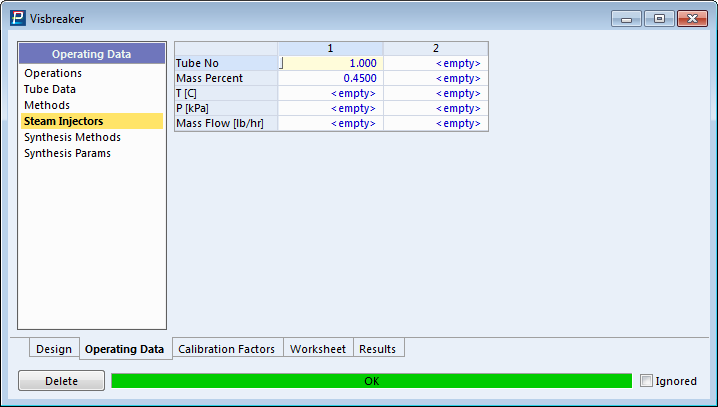 Visbreaker
Operating Data
Operations
Tube Data
Methods
Steam Injectors
Synthesis Methods
Synthesis Params
1 2
Tube No 1.000 <empty>
Mass Percent 0.4500 <empty>
T [C] <empty> <empty>
P [kPa] <empty> <empty>
Mass Flow [lb/hr] <empty> <empty>
Design Operating Data Calibration Factors Worksheet Results
Delete OK Ignored